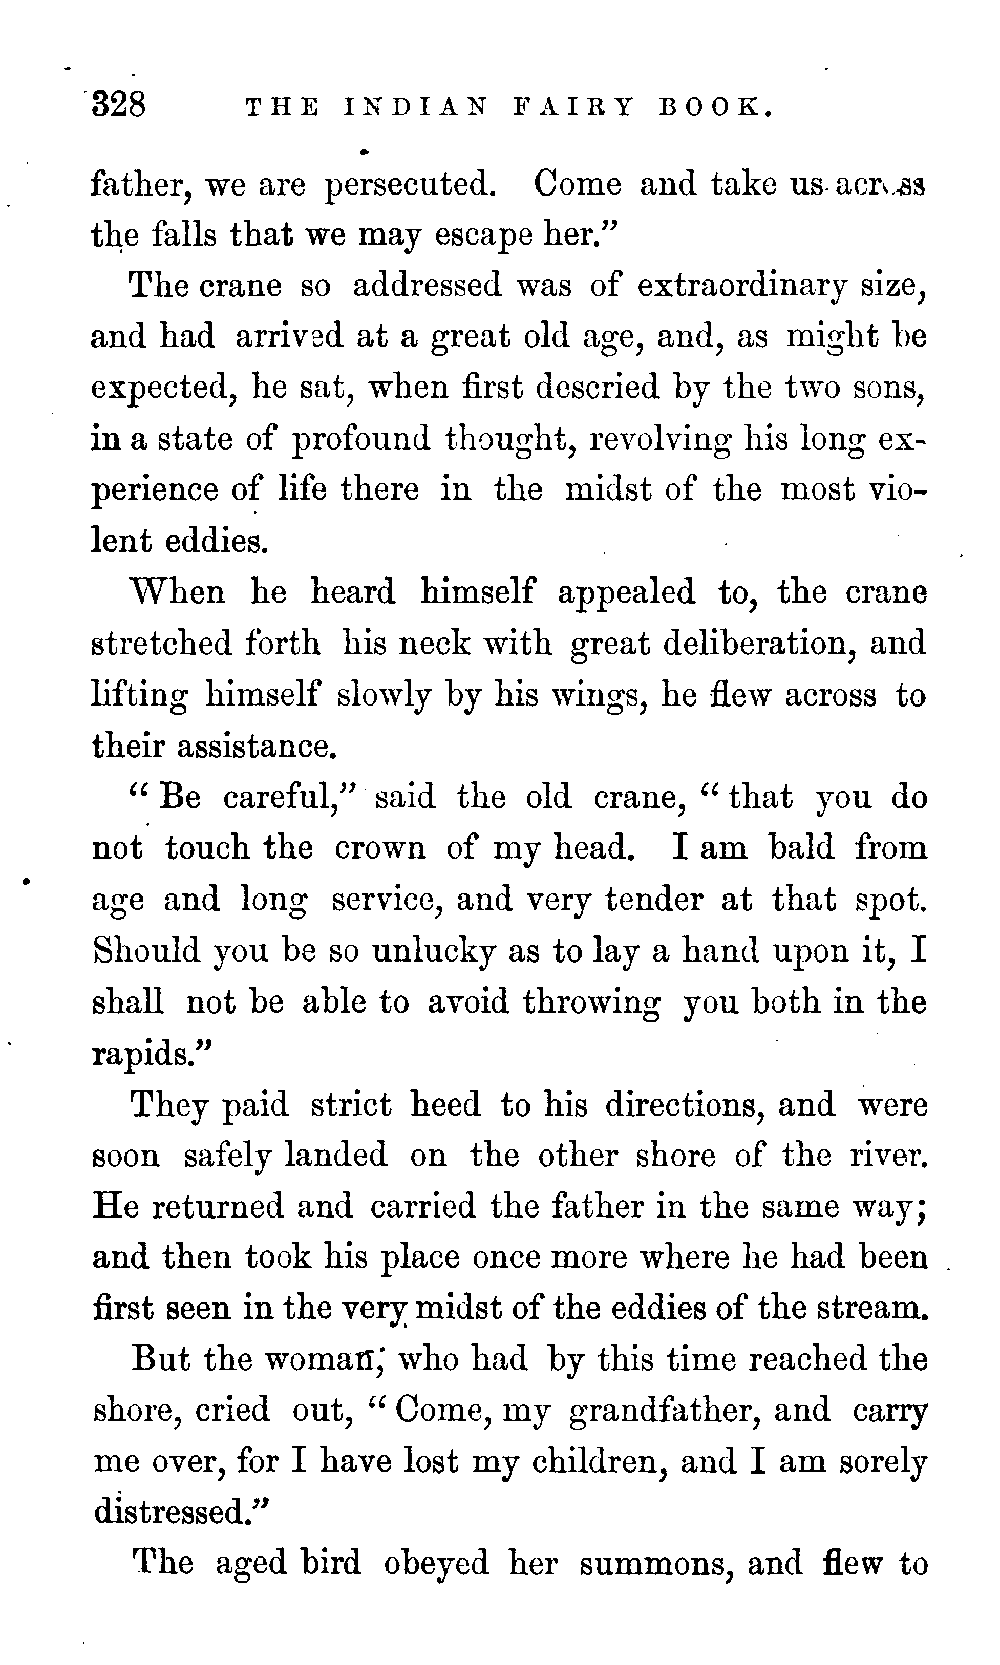 328 THE INDIAN FAIRY BOOK.
father, we are persecuted. Come and take us across
the falls that we may escape her."
The crane so addressed was of extraordinary size,
and had arrived at a great old age, and, as might be
expected, he sat, when first descried by the two sons,
in a state of profound thought, revolving his long ex-
perience of life there in the midst of the most vio-
lent eddies.
When he heard himself appealed to, the crane
stretched forth his neck with great deliberation, and
lifting himself slowly by his wings, he flew across to
their assistance.
"Be careful," said the old crane, "that you do
not touch the crown of my head. I am bald from
age and long service, and very tender at that spot.
Should you be so unlucky as to lay a hand upon it, I
shall not be able to avoid throwing you both in the
rapids."
They paid strict heed to his directions, and were
soon safely landed on the other shore of the river.
He returned and carried the father in the same way;
and then took his place once more where he had been
first seen in the very midst of the eddies of the stream.
But the woman, who had by this time reached the
shore, cried out, "Come, my grandfather, and carry
me over, for I have lost my children, and I am sorely
distressed."
The aged bird obeyed her summons, and flew to